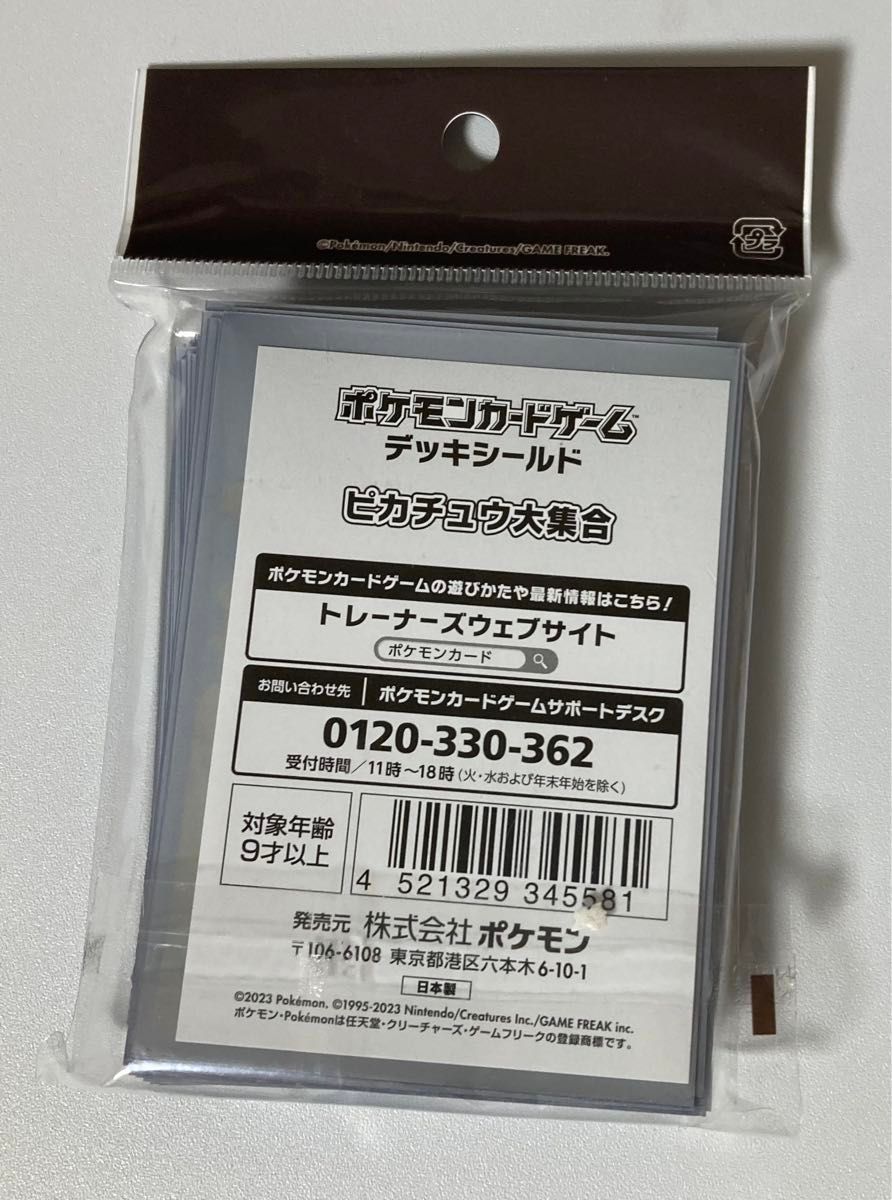 ©Pokémon/Nintendo/Creatures/GAME FREAK.
プラ
ポケモンカードゲーム™
デッキシールド
ピカチュウ大集合
ポケモンカードゲームの遊びかたや最新情報はこちら!
トレーナーズウェブサイト
ポケモンカード
お問い合わせ先 ポケモンカードゲームサポートデスク
0120-330-362
受付時間/11時~18時(火・水および年末年始を除く)
対象年齢
9才以上
4 521329 345581
発売元 株式会社 ポケモン
〒106-6108 東京都港区六本木6-10-1
日本製
©2023 Pokémon. ©1995-2023 Nintendo/Creatures Inc./GAME FREAK inc.
ポケモン・Pokémonは任天堂・クリーチャーズ・ゲームフリークの登録商標です。